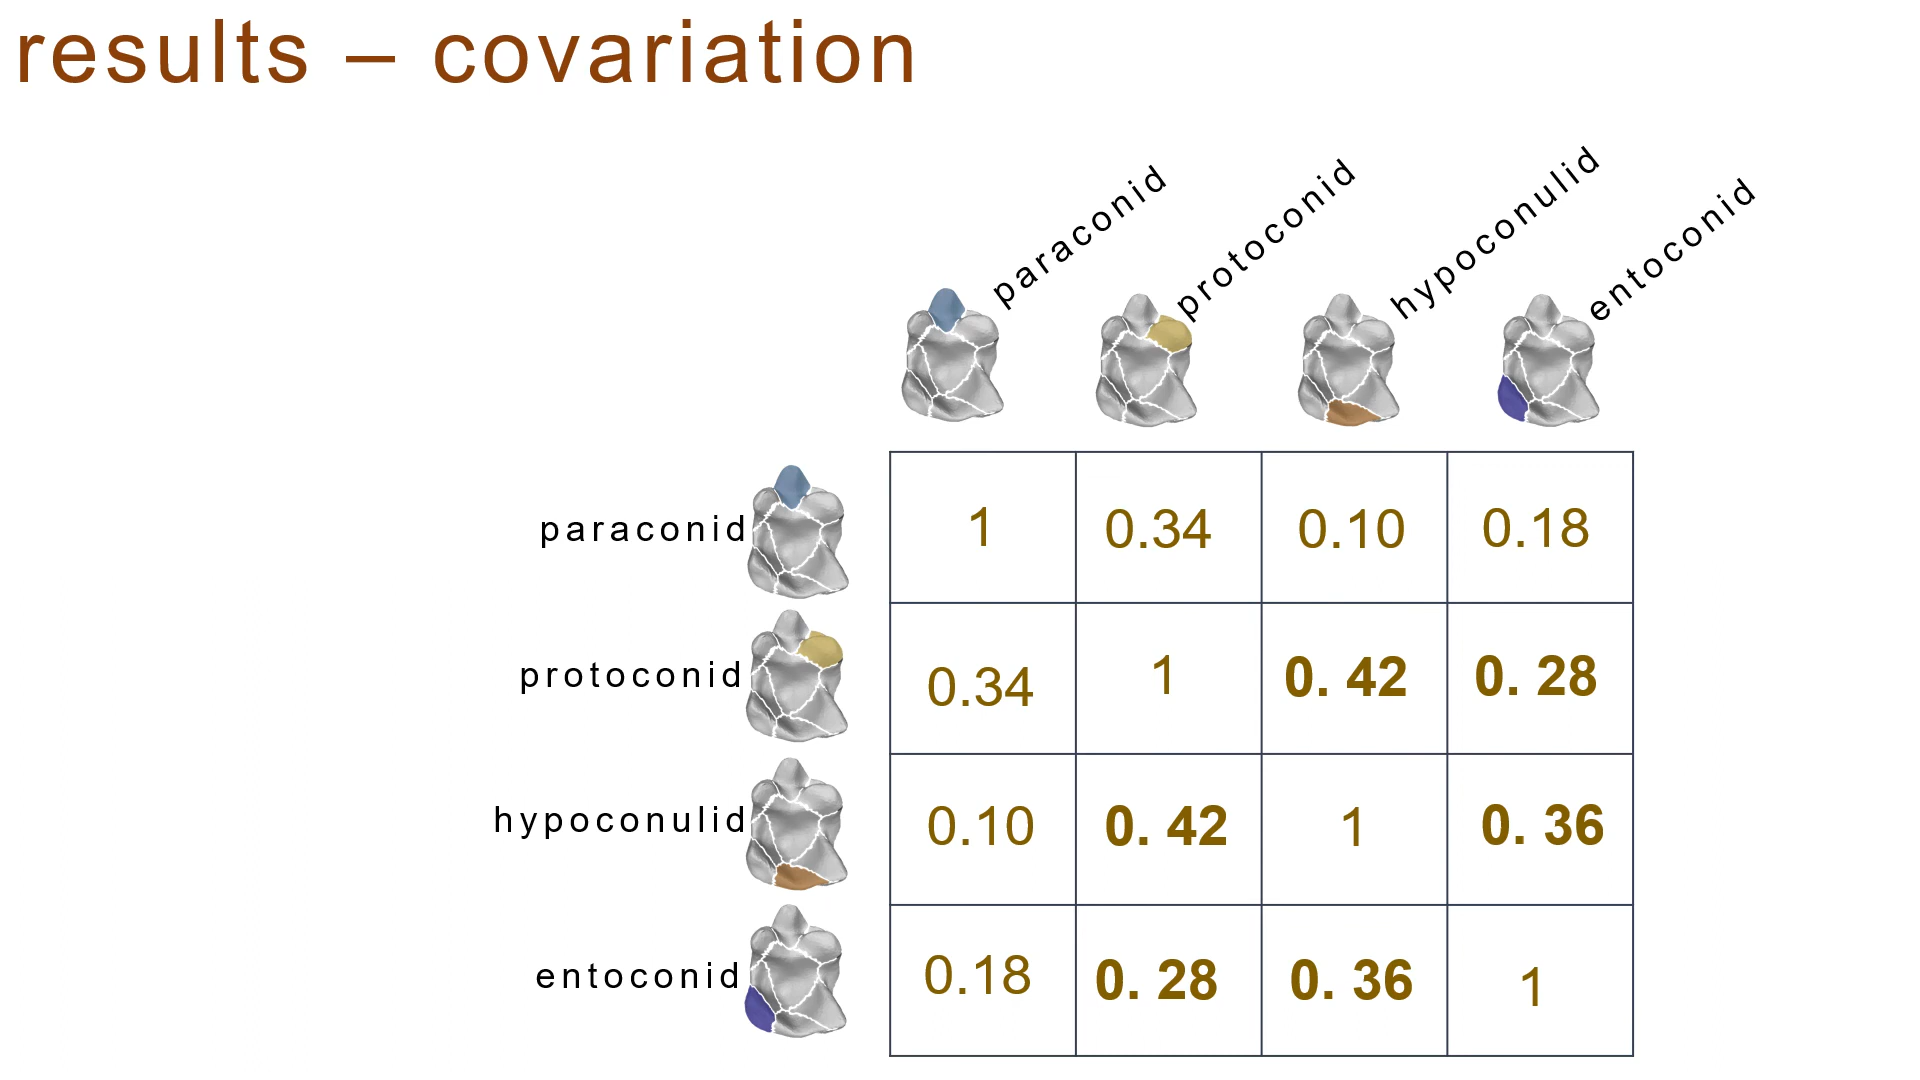 results – covariation
paraconid
protoconid
hypoconulid
entoconid
paraconid
1
0.34
0.10
0.18
protoconid
0.34
1
0. 42
0. 28
hypoconulid
0.10
0. 42
1
0. 36
entoconid
0.18
0. 28
0. 36
1